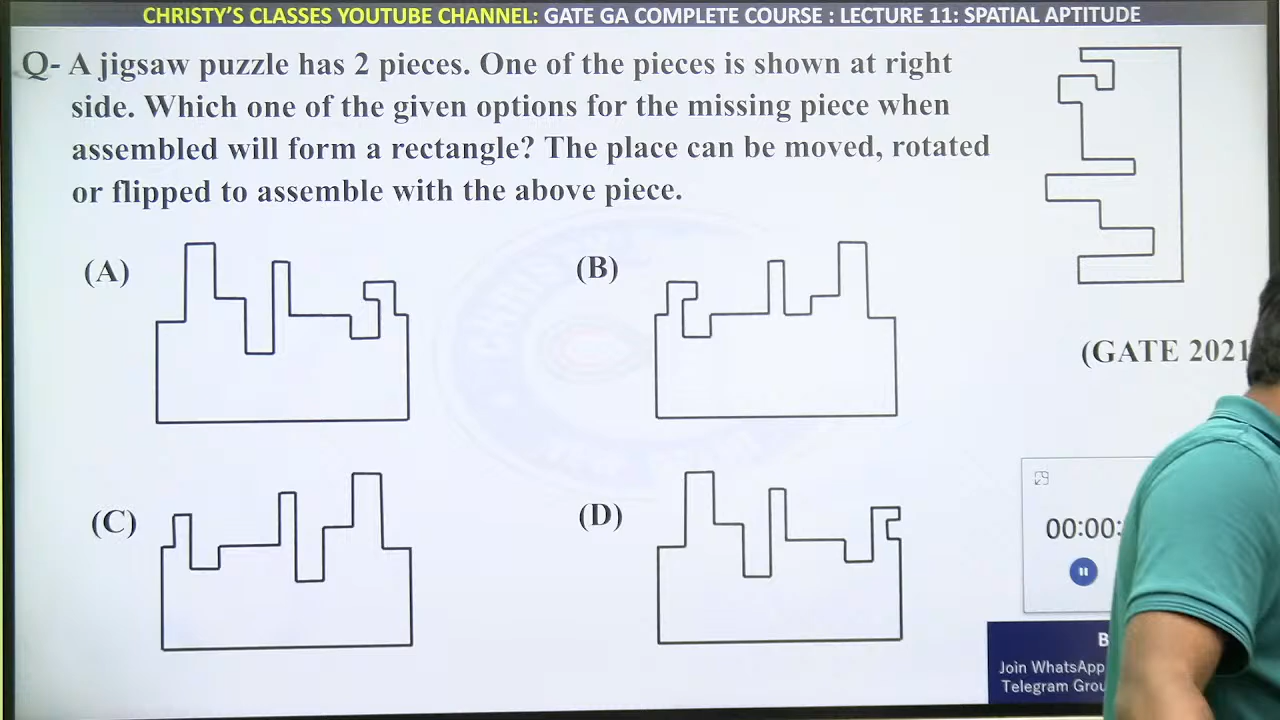 CHRISTY'S CLASSES YOUTUBE CHANNEL: GATE GA COMPLETE COURSE : LECTURE 11: SPATIAL APTITUDE
Q- A jigsaw puzzle has 2 pieces. One of the pieces is shown at right
side. Which one of the given options for the missing piece when
assembled will form a rectangle? The place can be moved, rotated
or flipped to assemble with the above piece.
(A)
(B)
(GATE 2021
(C)
(D)
00:00:
Join WhatsApp
Telegram